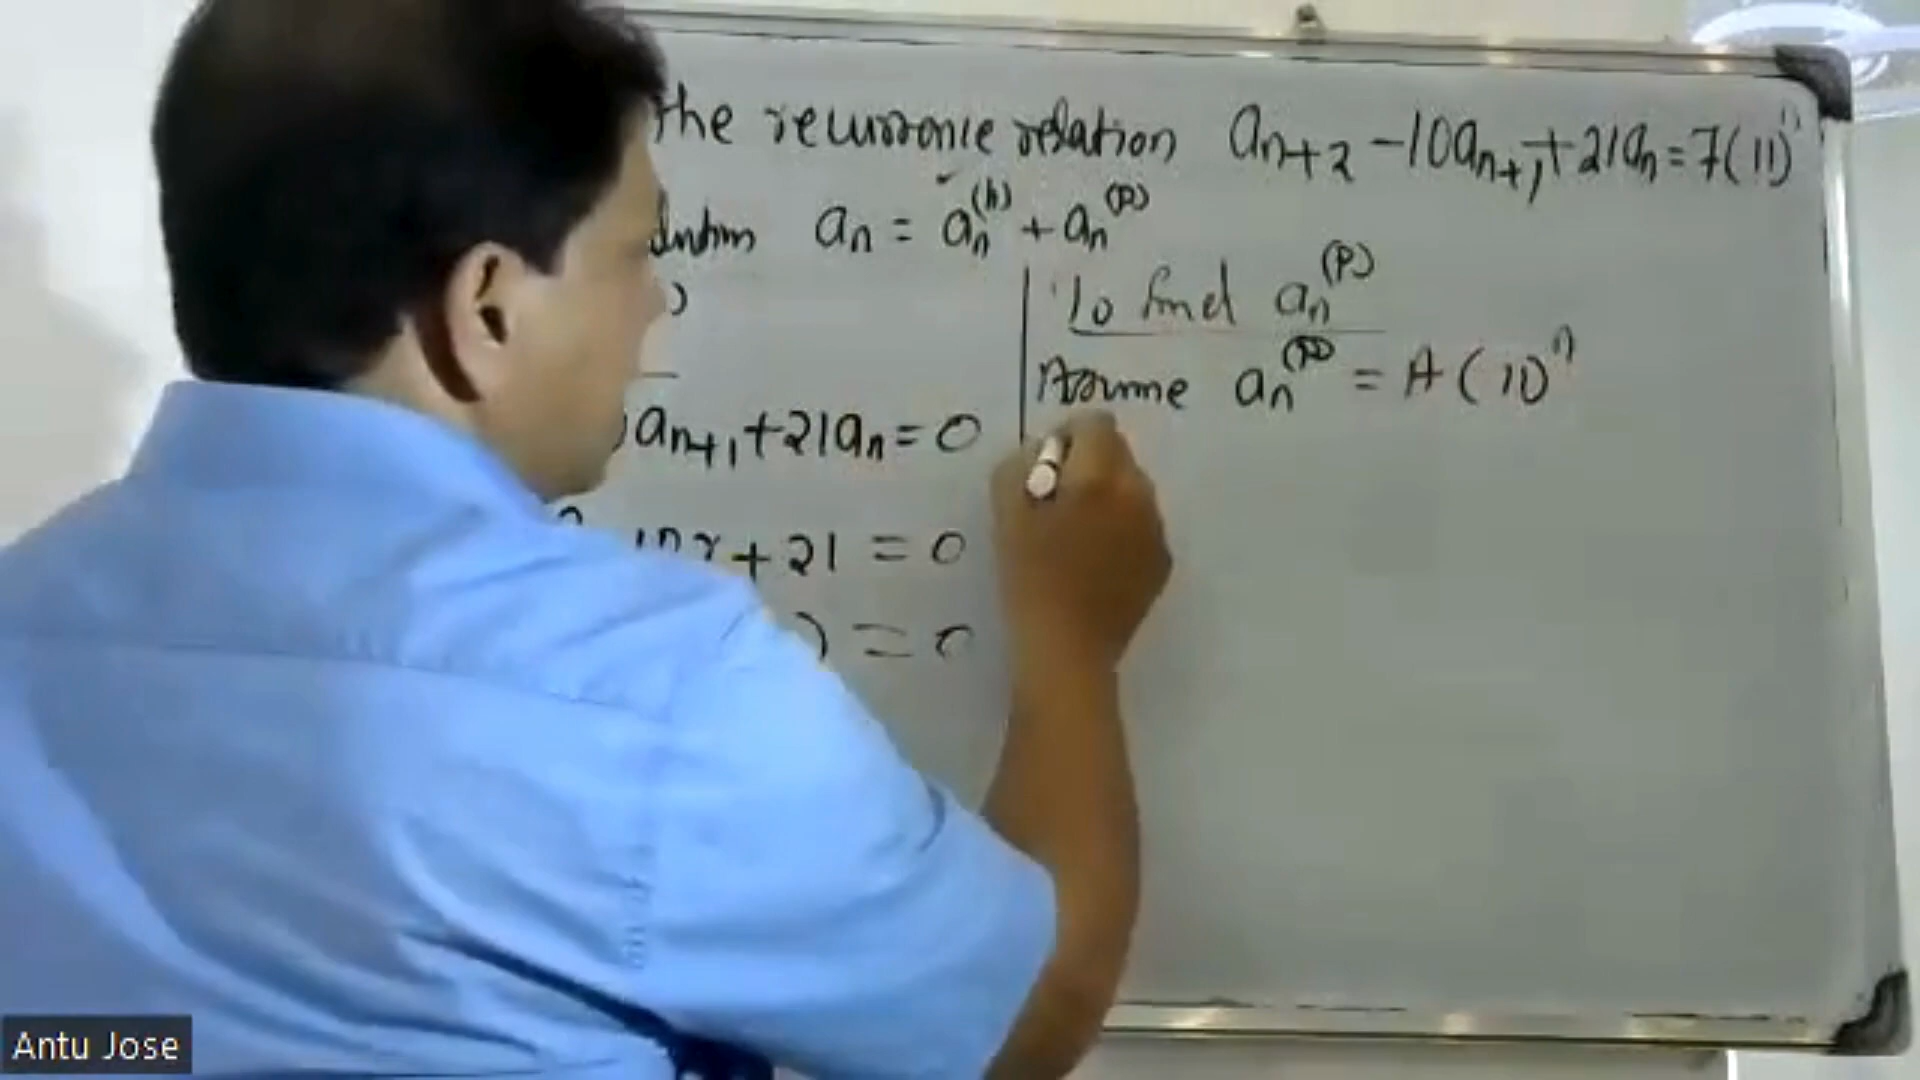 the recurrence relation aₙ₊₂ − 10aₙ₊₁ + 21aₙ = 7(11)ⁿ
aₙ = aₙ⁽ʰ⁾ + aₙ⁽ᵖ⁾
)
aₙ₊₁ + 21aₙ = 0
10r + 21 = 0
) = 0
To find aₙ⁽ᵖ⁾
Assume aₙ⁽ᵖ⁾ = A(11)ⁿ
Antu Jose